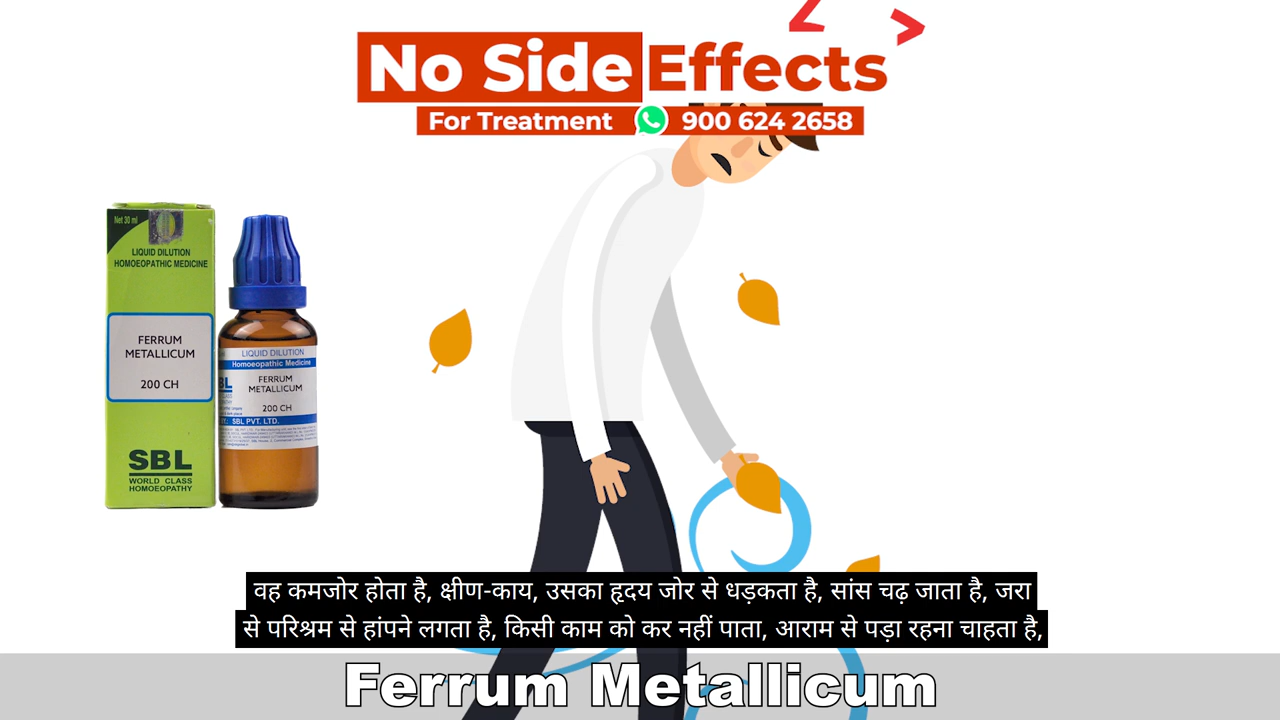 No Side Effects
For Treatment 900 624 2658
Net 30 ml
LIQUID DILUTION
HOMOEOPATHIC MEDICINE
FERRUM
METALLICUM
200 CH
SBL
WORLD CLASS
HOMOEOPATHY
LIQUID DILUTION
Homoeopathic Medicine
FERRUM
METALLICUM
200 CH
SBL PVT. LTD.
वह कमजोर होता है, क्षीण-काय, उसका हृदय जोर से धड़कता है, सांस चढ़ जाता है, जरा
से परिश्रम से हांपने लगता है, किसी काम को कर नहीं पाता, आराम से पड़ा रहना चाहता है,
Ferrum Metallicum